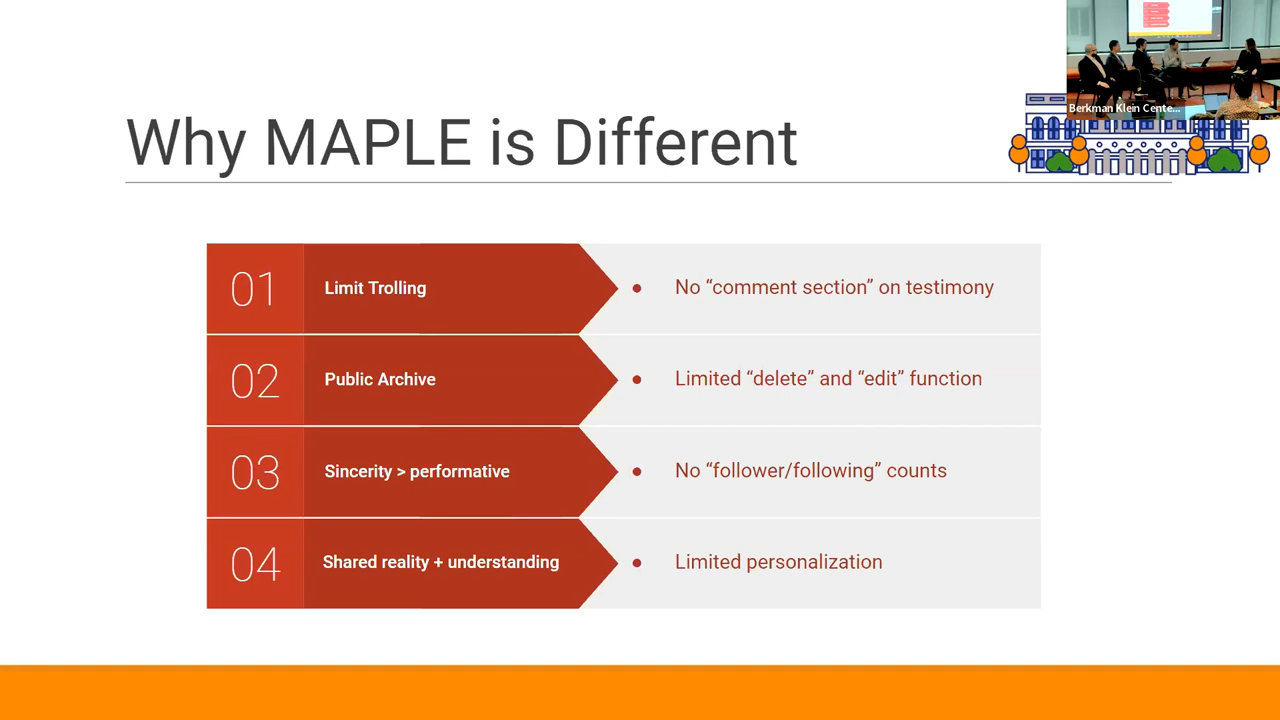 Berkman Klein Cente...
Why MAPLE is Different
01 Limit Trolling • No “comment section” on testimony
02 Public Archive • Limited “delete” and “edit” function
03 Sincerity > performative • No “follower/following” counts
04 Shared reality + understanding • Limited personalization